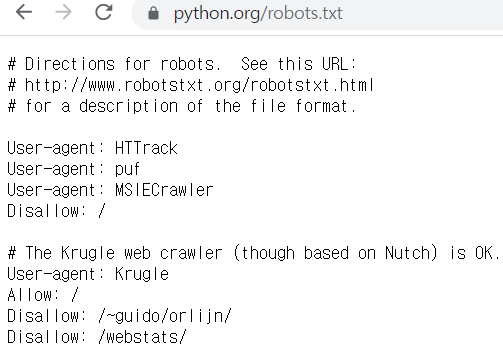 python.org/robots.txt
# Directions for robots.  See this URL:
# http://www.robotstxt.org/robotstxt.html
# for a description of the file format.
User-agent: HTTrack
User-agent: puf
User-agent: MSIECrawler
Disallow: /
# The Krugle web crawler (though based on Nutch) is OK.
User-agent: Krugle
Allow: /
Disallow: /~guido/orlijn/
Disallow: /webstats/